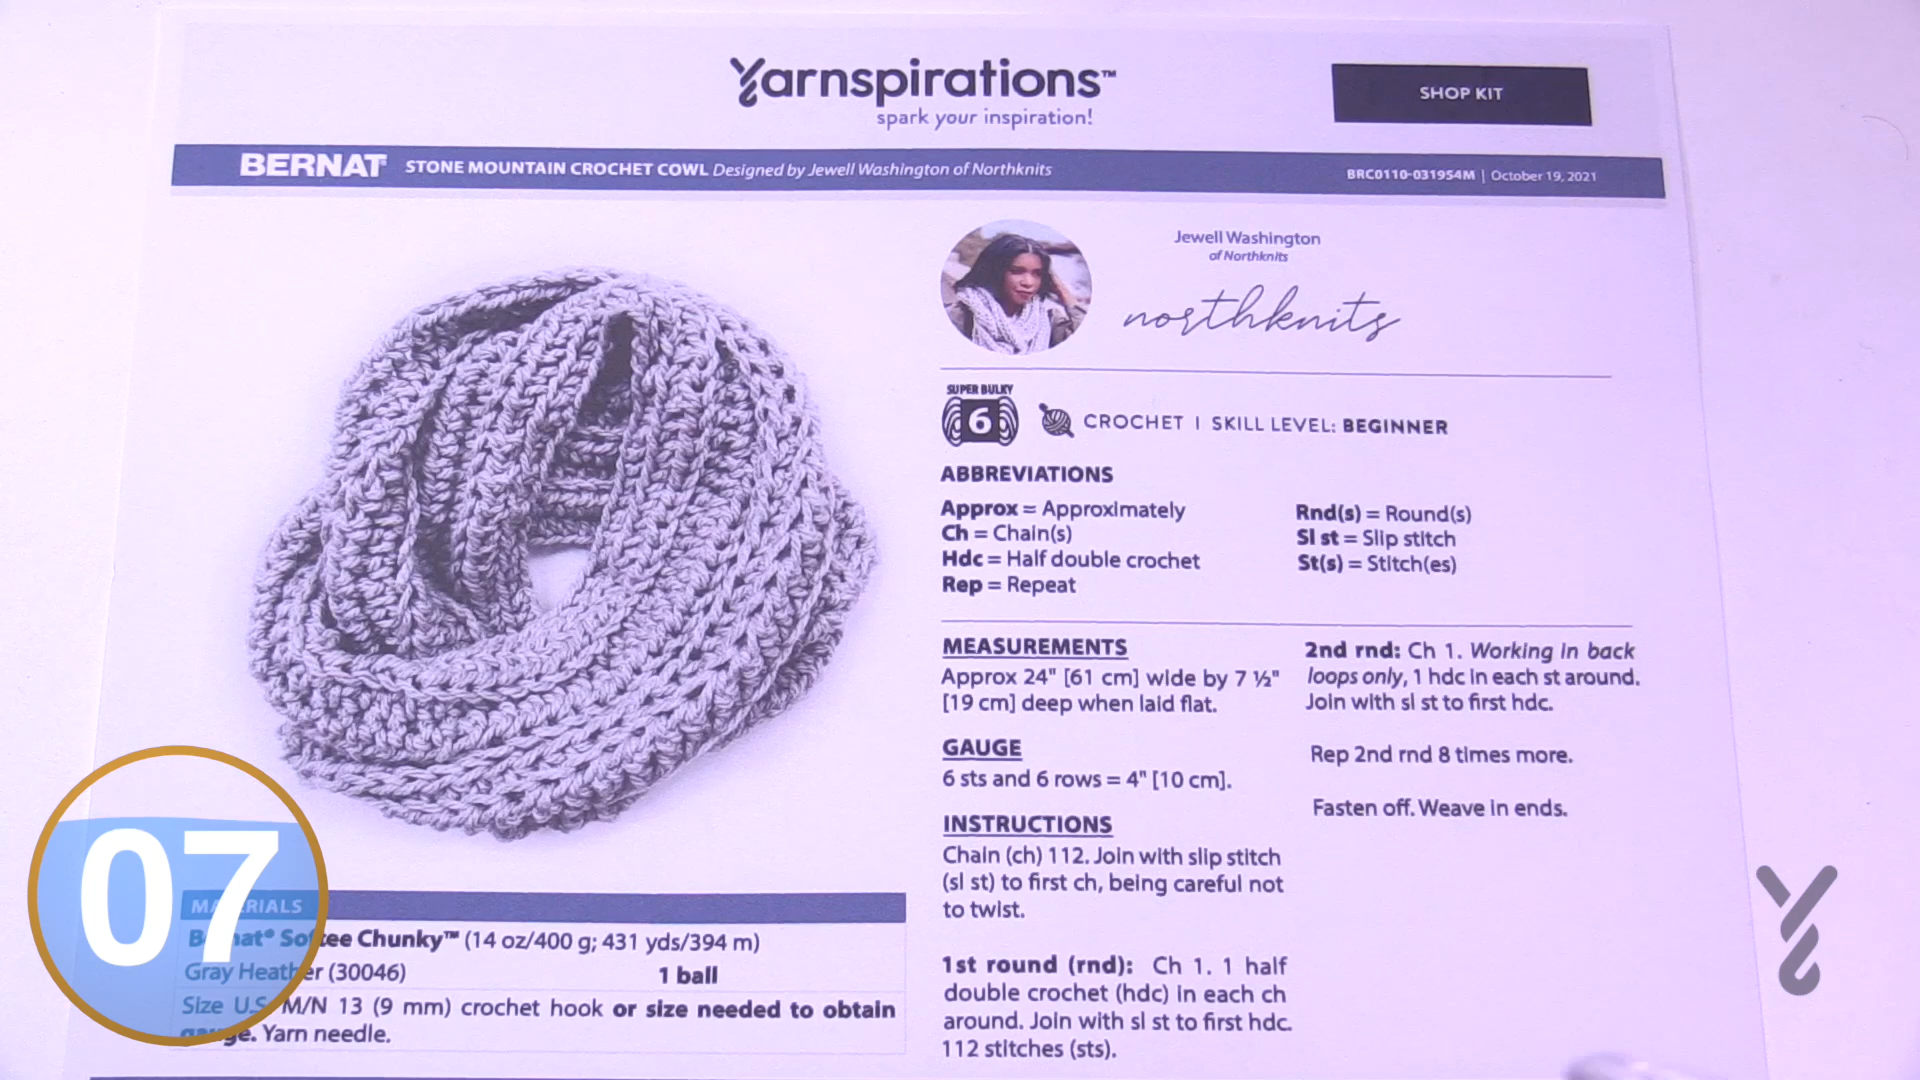 Yarnspirations™
spark your inspiration!
SHOP KIT
BERNAT® STONE MOUNTAIN CROCHET COWL Designed by Jewell Washington of Northknits
BRC0110-031954M | October 19, 2021
Jewell Washington
of Northknits
northknits
SUPER BULKY
6
CROCHET | SKILL LEVEL: BEGINNER
ABBREVIATIONS
Approx = Approximately
Ch = Chain(s)
Hdc = Half double crochet
Rep = Repeat
Rnd(s) = Round(s)
Sl st = Slip stitch
St(s) = Stitch(es)
MEASUREMENTS
Approx 24" [61 cm] wide by 7 ½"
[19 cm] deep when laid flat.
GAUGE
6 sts and 6 rows = 4" [10 cm].
INSTRUCTIONS
Chain (ch) 112. Join with slip stitch
(sl st) to first ch, being careful not
to twist.
1st round (rnd): Ch 1. 1 half
double crochet (hdc) in each ch
around. Join with sl st to first hdc.
112 stitches (sts).
2nd rnd: Ch 1. Working in back
loops only, 1 hdc in each st around.
Join with sl st to first hdc.
Rep 2nd rnd 8 times more.
Fasten off. Weave in ends.
07
MATERIALS
Bernat® Softee Chunky™ (14 oz/400 g; 431 yds/394 m)
Gray Heather (30046) 1 ball
Size U.S. M/N 13 (9 mm) crochet hook or size needed to obtain
gauge. Yarn needle.